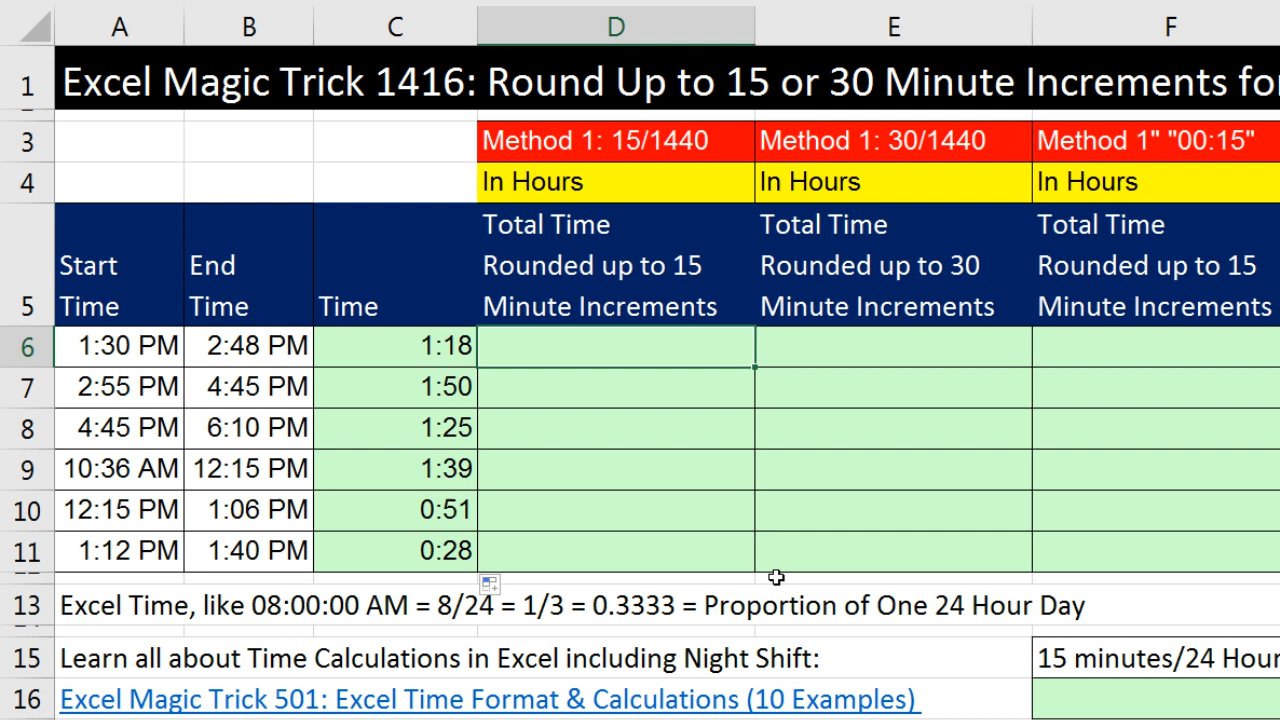 A B C D E F
1 Excel Magic Trick 1416: Round Up to 15 or 30 Minute Increments for
3 Method 1: 15/1440 Method 1: 30/1440 Method 1" "00:15"
4 In Hours In Hours In Hours
Total Time Total Time Total Time
Start End Rounded up to 15 Rounded up to 30 Rounded up to 15
5 Time Time Time Minute Increments Minute Increments Minute Increments
6 1:30 PM 2:48 PM 1:18
7 2:55 PM 4:45 PM 1:50
8 4:45 PM 6:10 PM 1:25
9 10:36 AM 12:15 PM 1:39
10 12:15 PM 1:06 PM 0:51
11 1:12 PM 1:40 PM 0:28
13 Excel Time, like 08:00:00 AM = 8/24 = 1/3 = 0.3333 = Proportion of One 24 Hour Day
15 Learn all about Time Calculations in Excel including Night Shift: 15 minutes/24 Hour
16 Excel Magic Trick 501: Excel Time Format & Calculations (10 Examples)